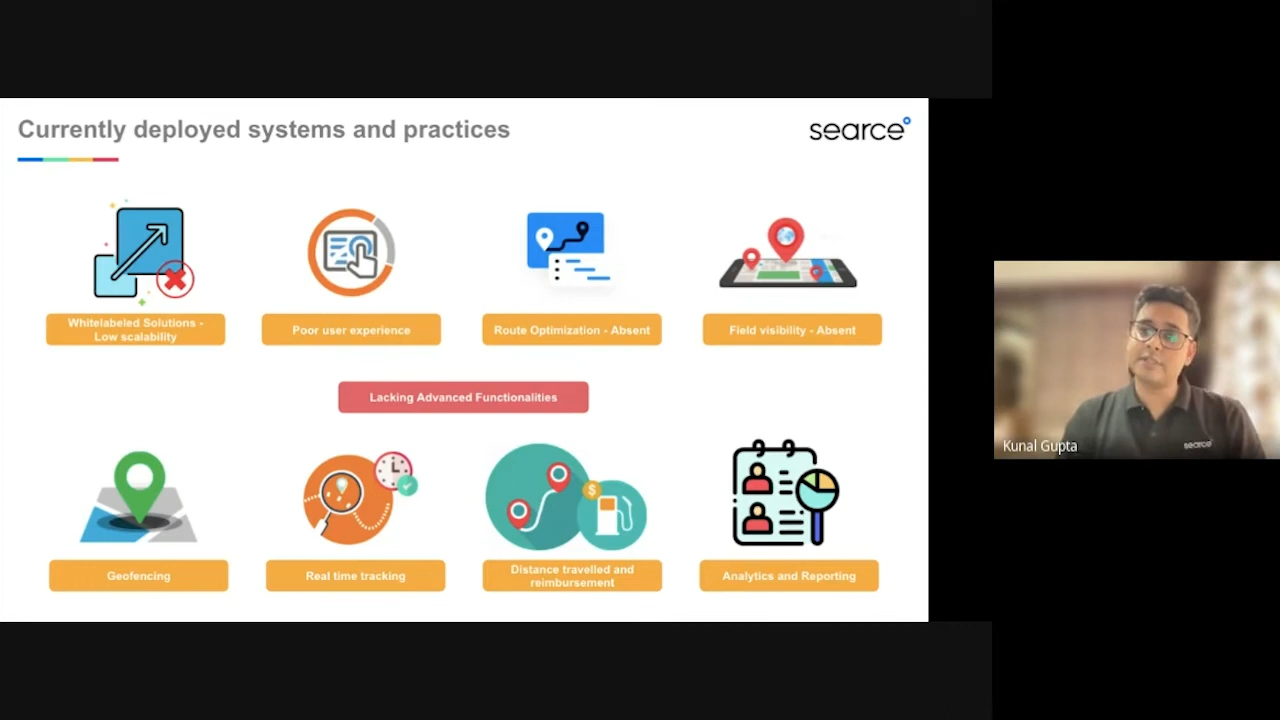 Currently deployed systems and practices
searce
Whitelabeled Solutions -
Low scalability
Poor user experience
Route Optimization - Absent
Field visibility - Absent
Lacking Advanced Functionalities
$
Geofencing
Real time tracking
Distance travelled and
reimbursement
Analytics and Reporting
searce
Kunal Gupta